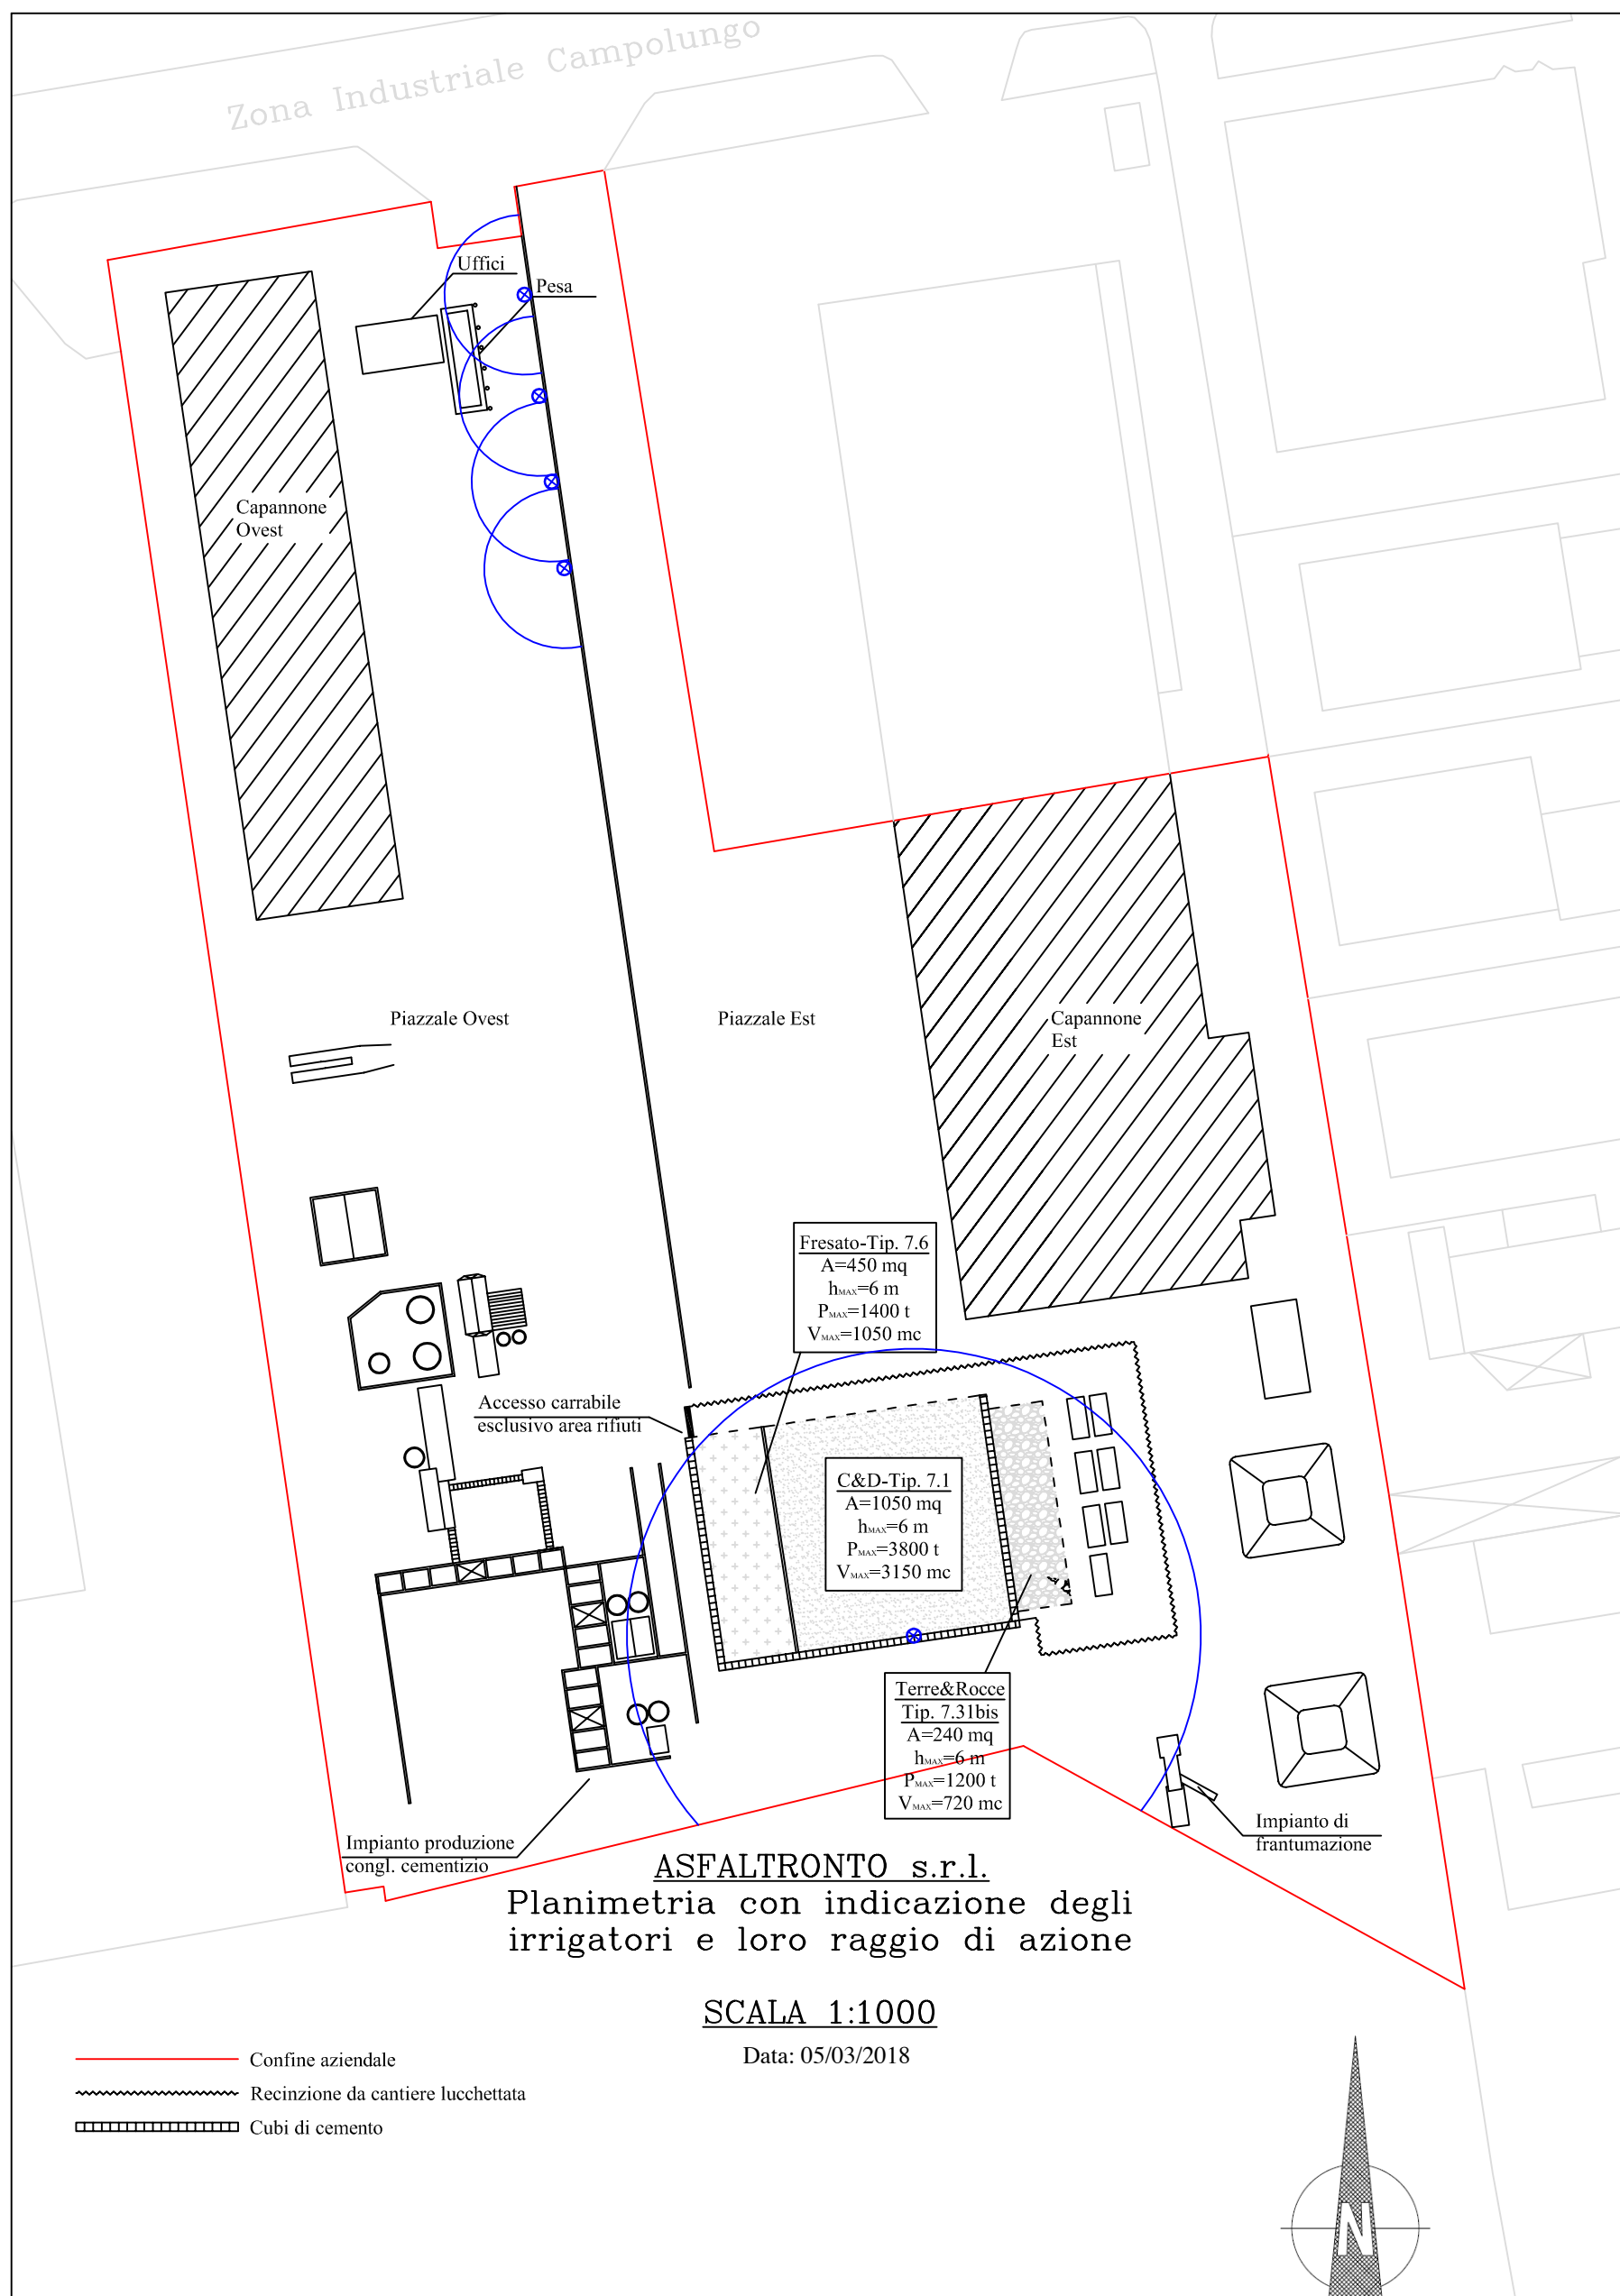 Zona Industriale Campolungo
Uffici
Pesa
Capannone
Ovest
Piazzale Ovest
Piazzale Est
Capannone
Est
Fresato-Tip. 7.6
A=450 mq
hMAX=6 m
PMAX=1400 t
VMAX=1050 mc
Accesso carrabile
esclusivo area rifiuti
C&D-Tip. 7.1
A=1050 mq
hMAX=6 m
PMAX=3800 t
VMAX=3150 mc
Terre&Rocce
Tip. 7.31bis
A=240 mq
hMAX=6 m
PMAX=1200 t
VMAX=720 mc
Impianto di
frantumazione
Impianto produzione
congl. cementizio
ASFALTRONTO s.r.l.
Planimetria con indicazione degli
irrigatori e loro raggio di azione
SCALA 1:1000
Data: 05/03/2018
Confine aziendale
Recinzione da cantiere lucchettata
Cubi di cemento
N